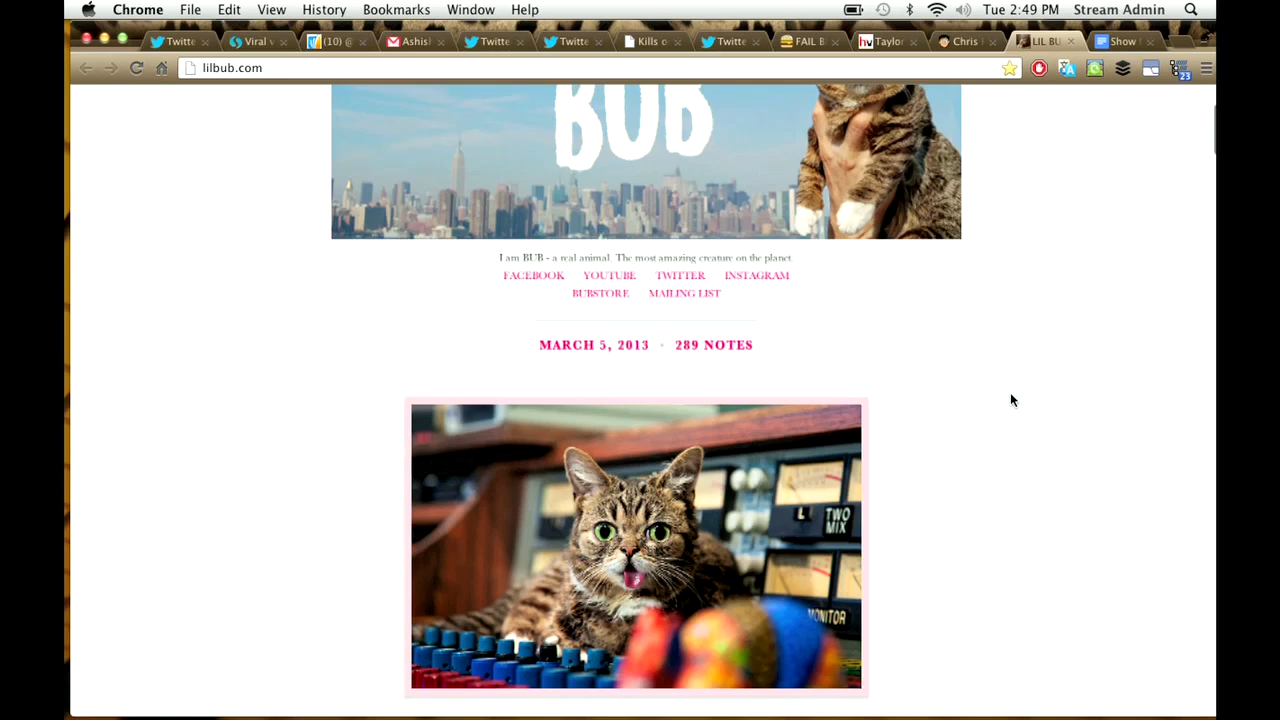 Chrome File Edit View History Bookmarks Window Help Tue 2:49 PM Stream Admin
Twitte Viral v (10) @ Ashish Twitte Twitte Kills o Twitte FAIL B Taylor Chris LIL BU Show
lilbub.com
23
BUB
I am BUB - a real animal. The most amazing creature on the planet.
FACEBOOK YOUTUBE TWITTER INSTAGRAM
BUBSTORE MAILING LIST
MARCH 5, 2013 • 289 NOTES
L TWO
MIX
MONITOR